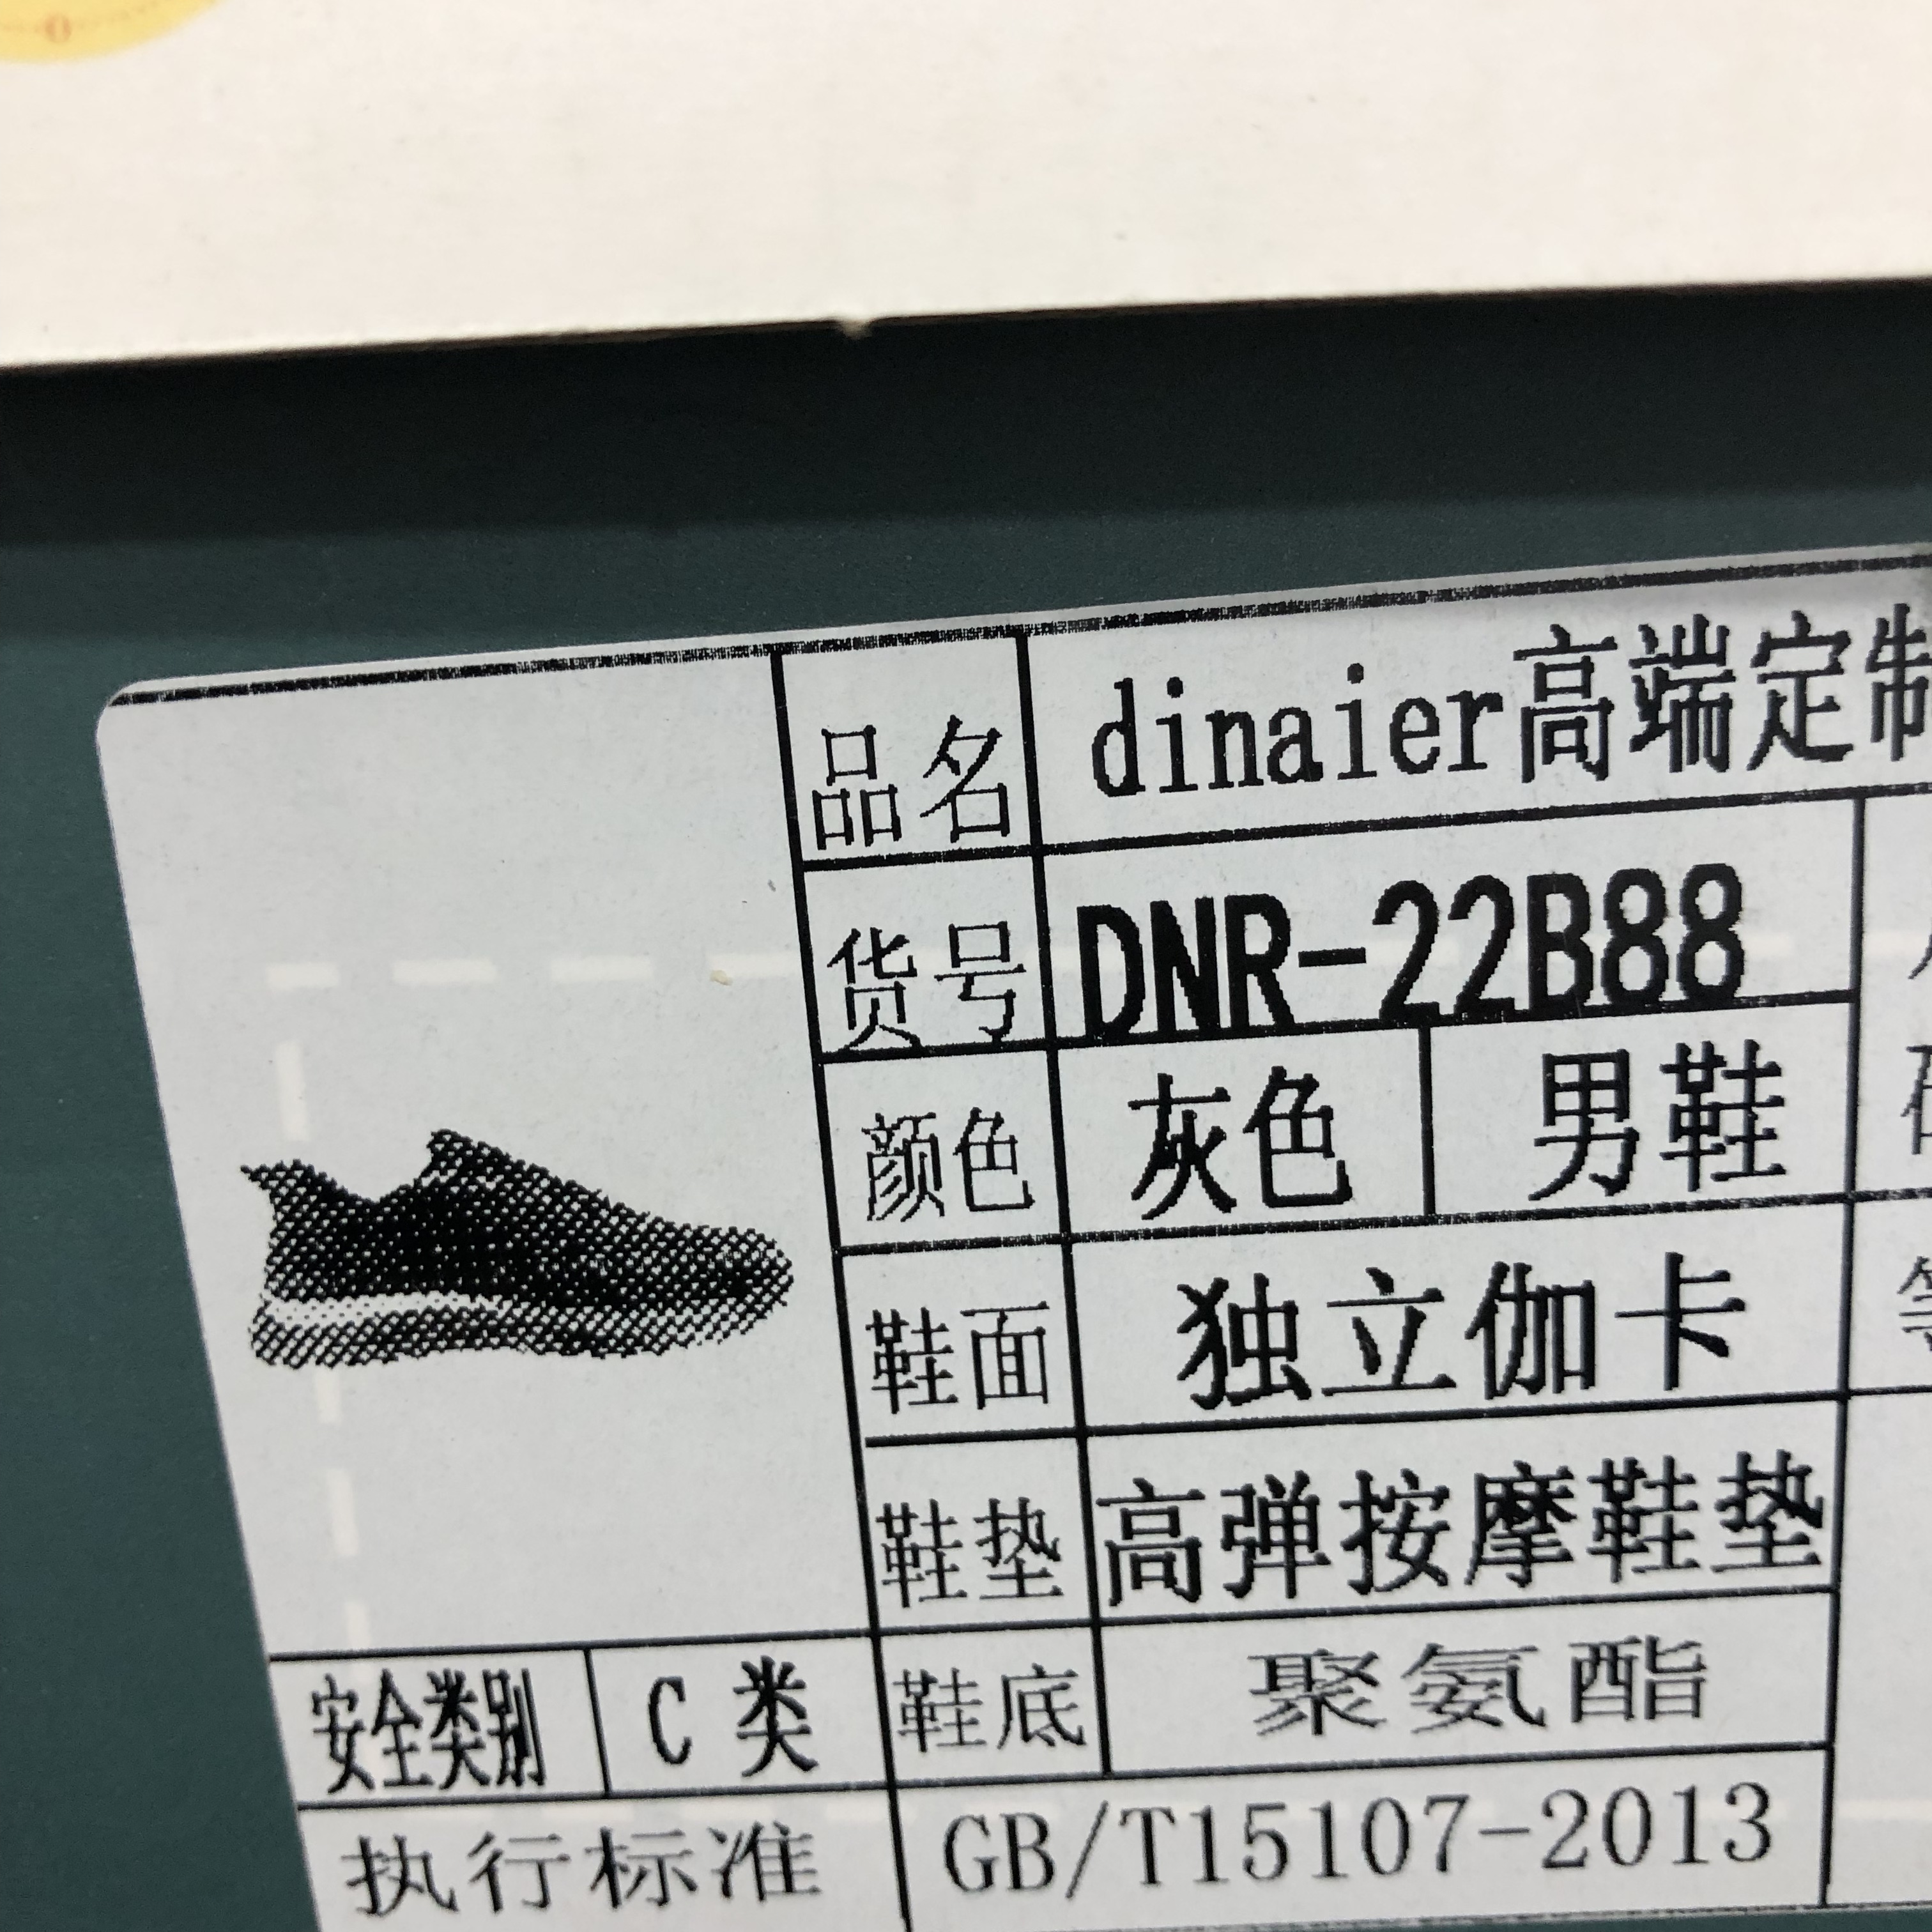 品名 dinaier高端定制
货号 DNR-22B88
颜色 灰色 男鞋
鞋面 独立伽卡
鞋垫 高弹按摩鞋垫
安全类别 C 类 鞋底 聚氨酯
执行标准 GB/T15107-2013